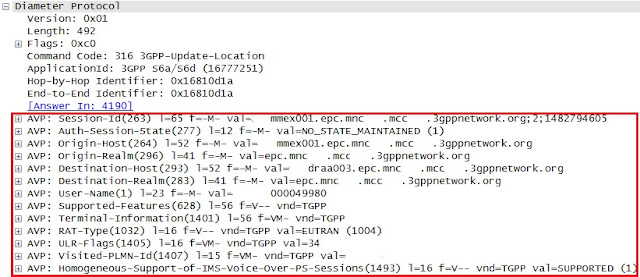 Diameter Protocol
Version: 0x01
Length: 492
Flags: 0xc0
Command Code: 316 3GPP-Update-Location
ApplicationId: 3GPP S6a/S6d (16777251)
Hop-by-Hop Identifier: 0x16810d1a
End-to-End Identifier: 0x16810d1a
[Answer In: 4190]
AVP: Session-Id(263) l=65 f=-M- val= mmex001.epc.mnc .mcc .3gppnetwork.org;2;1482794605
AVP: Auth-Session-State(277) l=12 f=-M- val=NO_STATE_MAINTAINED (1)
AVP: Origin-Host(264) l=52 f=-M- val= mmex001.epc.mnc .mcc .3gppnetwork.org
AVP: Origin-Realm(296) l=41 f=-M- val=epc.mnc .mcc .3gppnetwork.org
AVP: Destination-Host(293) l=52 f=-M- val= draa003.epc.mnc .mcc .3gppnetwork.org
AVP: Destination-Realm(283) l=41 f=-M- val=epc.mnc .mcc .3gppnetwork.org
AVP: User-Name(1) l=23 f=-M- val= 000049980
AVP: Supported-Features(628) l=56 f=V-- vnd=TGPP
AVP: Terminal-Information(1401) l=56 f=VM- vnd=TGPP
AVP: RAT-Type(1032) l=16 f=V-- vnd=TGPP val=EUTRAN (1004)
AVP: ULR-Flags(1405) l=16 f=VM- vnd=TGPP val=34
AVP: Visited-PLMN-Id(1407) l=15 f=VM- vnd=TGPP val=
AVP: Homogeneous-Support-of-IMS-Voice-Over-PS-Sessions(1493) l=16 f=V-- vnd=TGPP val=SUPPORTED (1)